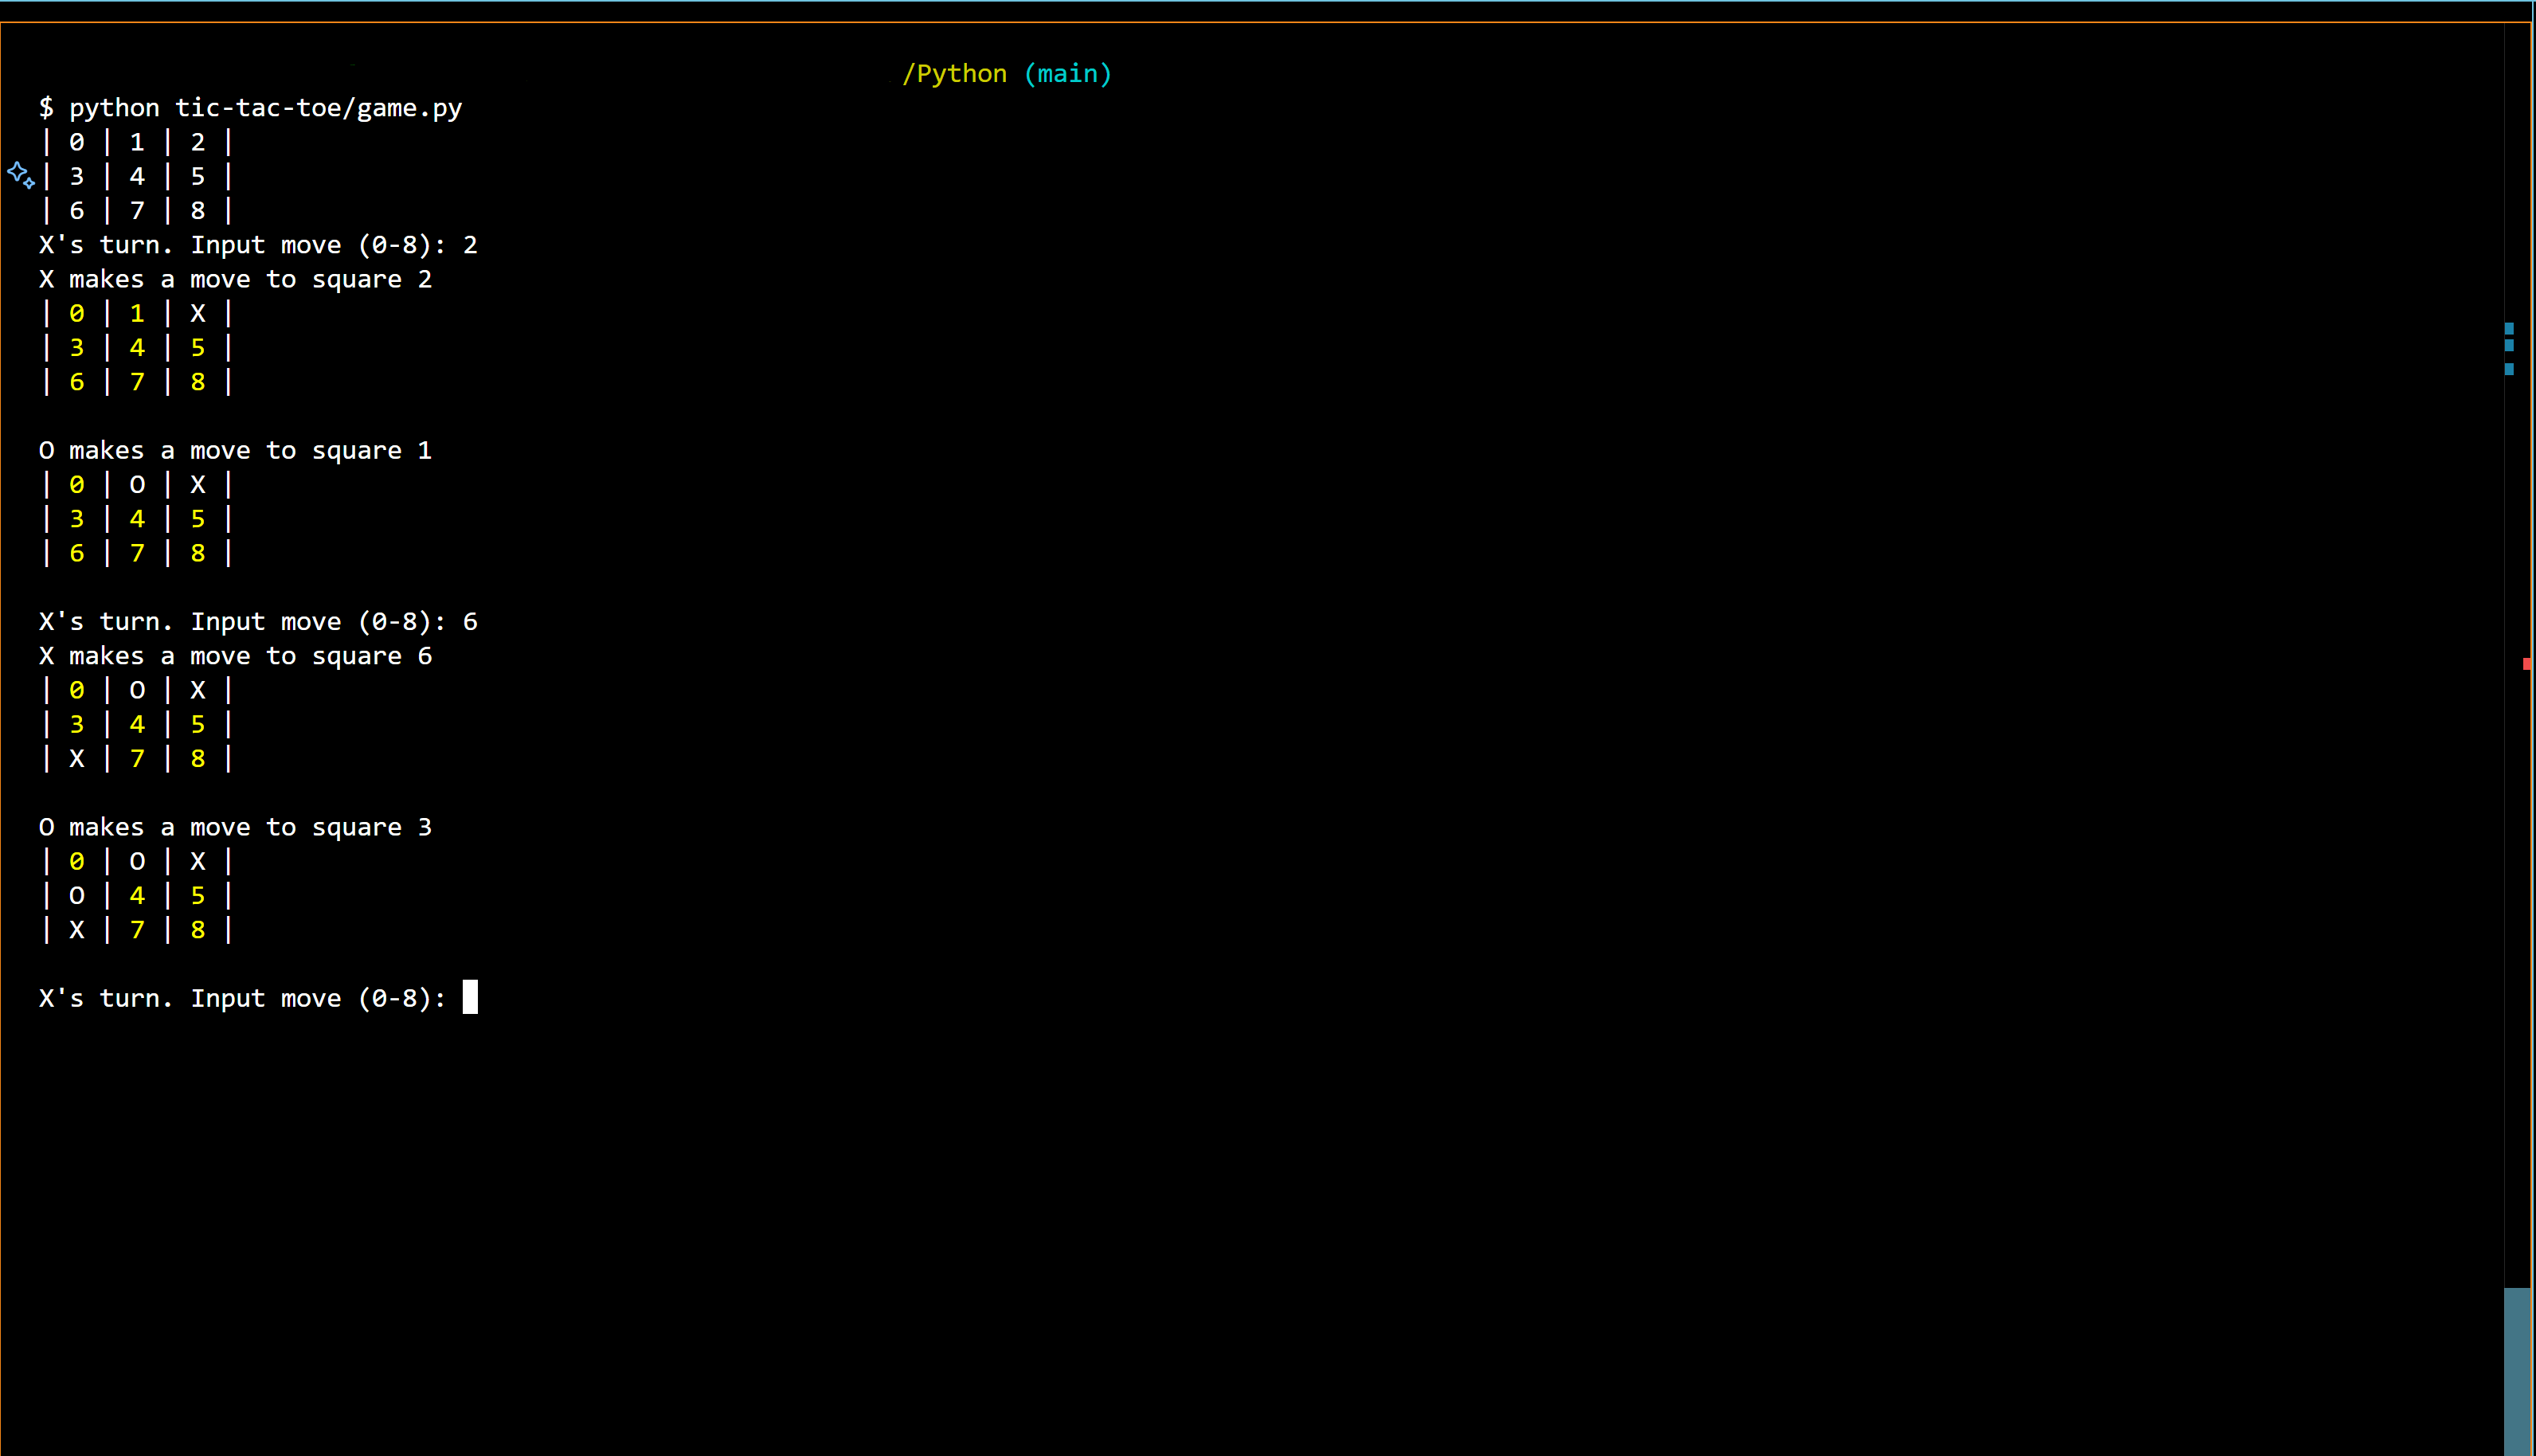 /Python (main)
$ python tic-tac-toe/game.py
| 0 | 1 | 2 |
| 3 | 4 | 5 |
| 6 | 7 | 8 |
X's turn. Input move (0-8): 2
X makes a move to square 2
| 0 | 1 | X |
| 3 | 4 | 5 |
| 6 | 7 | 8 |

O makes a move to square 1
| 0 | O | X |
| 3 | 4 | 5 |
| 6 | 7 | 8 |

X's turn. Input move (0-8): 6
X makes a move to square 6
| 0 | O | X |
| 3 | 4 | 5 |
| X | 7 | 8 |

O makes a move to square 3
| 0 | O | X |
| O | 4 | 5 |
| X | 7 | 8 |

X's turn. Input move (0-8):